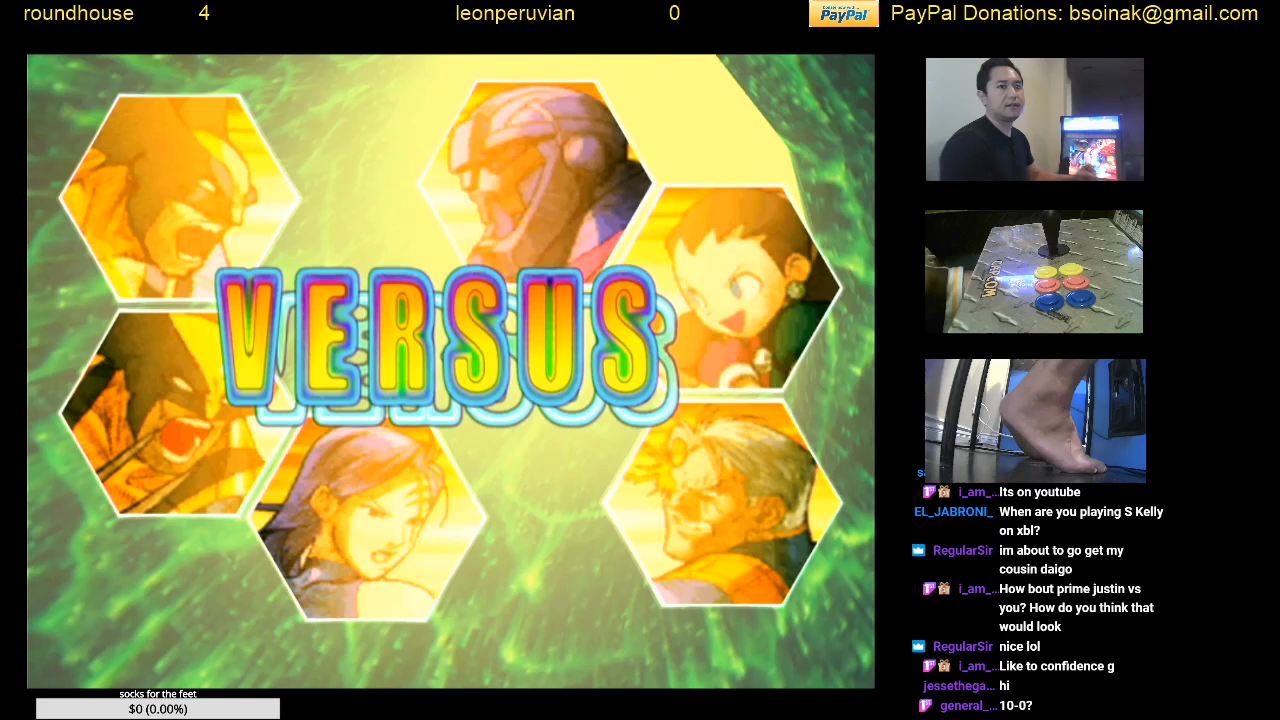 roundhouse 4 leonperuvian 0 PayPal PayPal Donations: bsoinak@gmail.com
VERSUS
CAPCOM
i_am_... Its on youtube
EL_JABRONI_ When are you playing S Kelly
on xbl?
RegularSir im about to go get my
cousin daigo
i_am_... How bout prime justin vs
you? How do you think that
would look
RegularSir nice lol
i_am_... Like to confidence g
jessethega... hi
general_... 10-0?
socks for the feet
$0 (0.00%)